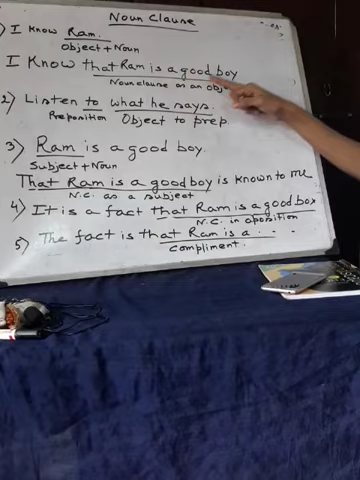 Noun Clause
1) I Know Ram.
Object + Noun
I Know that Ram is a good boy
Noun clause as an obje
2) Listen to what he says.
Preposition Object to prep.
3) Ram is a good boy.
Subject + Noun
That Ram is a good boy is known to me
N.C. as a subject
4) It is a fact that Ram is a good boy
N.C. in aposition
5) The fact is that Ram is a . . .
compliment.